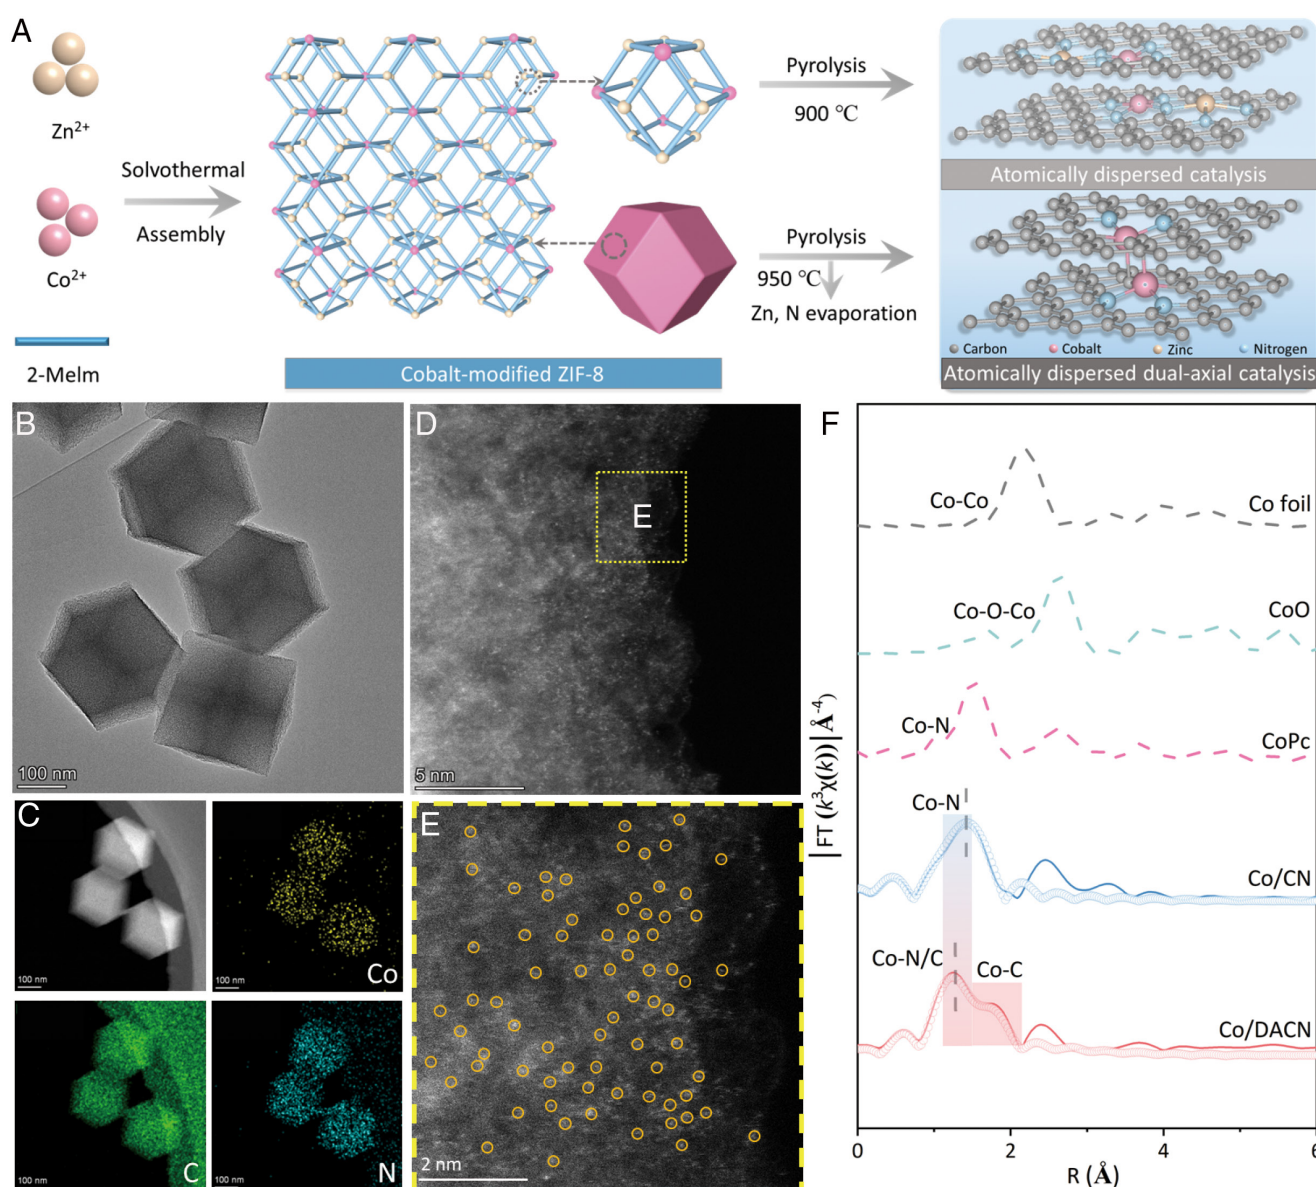 A
Zn2+
Co2+
2-Melm
Solvothermal
Assembly
Cobalt-modified ZIF-8
Pyrolysis
900 ℃
Pyrolysis
950 ℃
Zn, N evaporation
Atomically dispersed catalysis
Carbon Cobalt Zinc Nitrogen
Atomically dispersed dual-axial catalysis
B
100 nm
C
100 nm
100 nm
Co
100 nm
C
100 nm
N
D
E
5 nm
E
2 nm
F
|FT (k³χ(k))| Å⁻⁴
Co-Co
Co foil
Co-O-Co
CoO
Co-N
CoPc
Co-N
Co/CN
Co-N/C
Co-C
Co/DACN
0 2 4 6
R (Å)